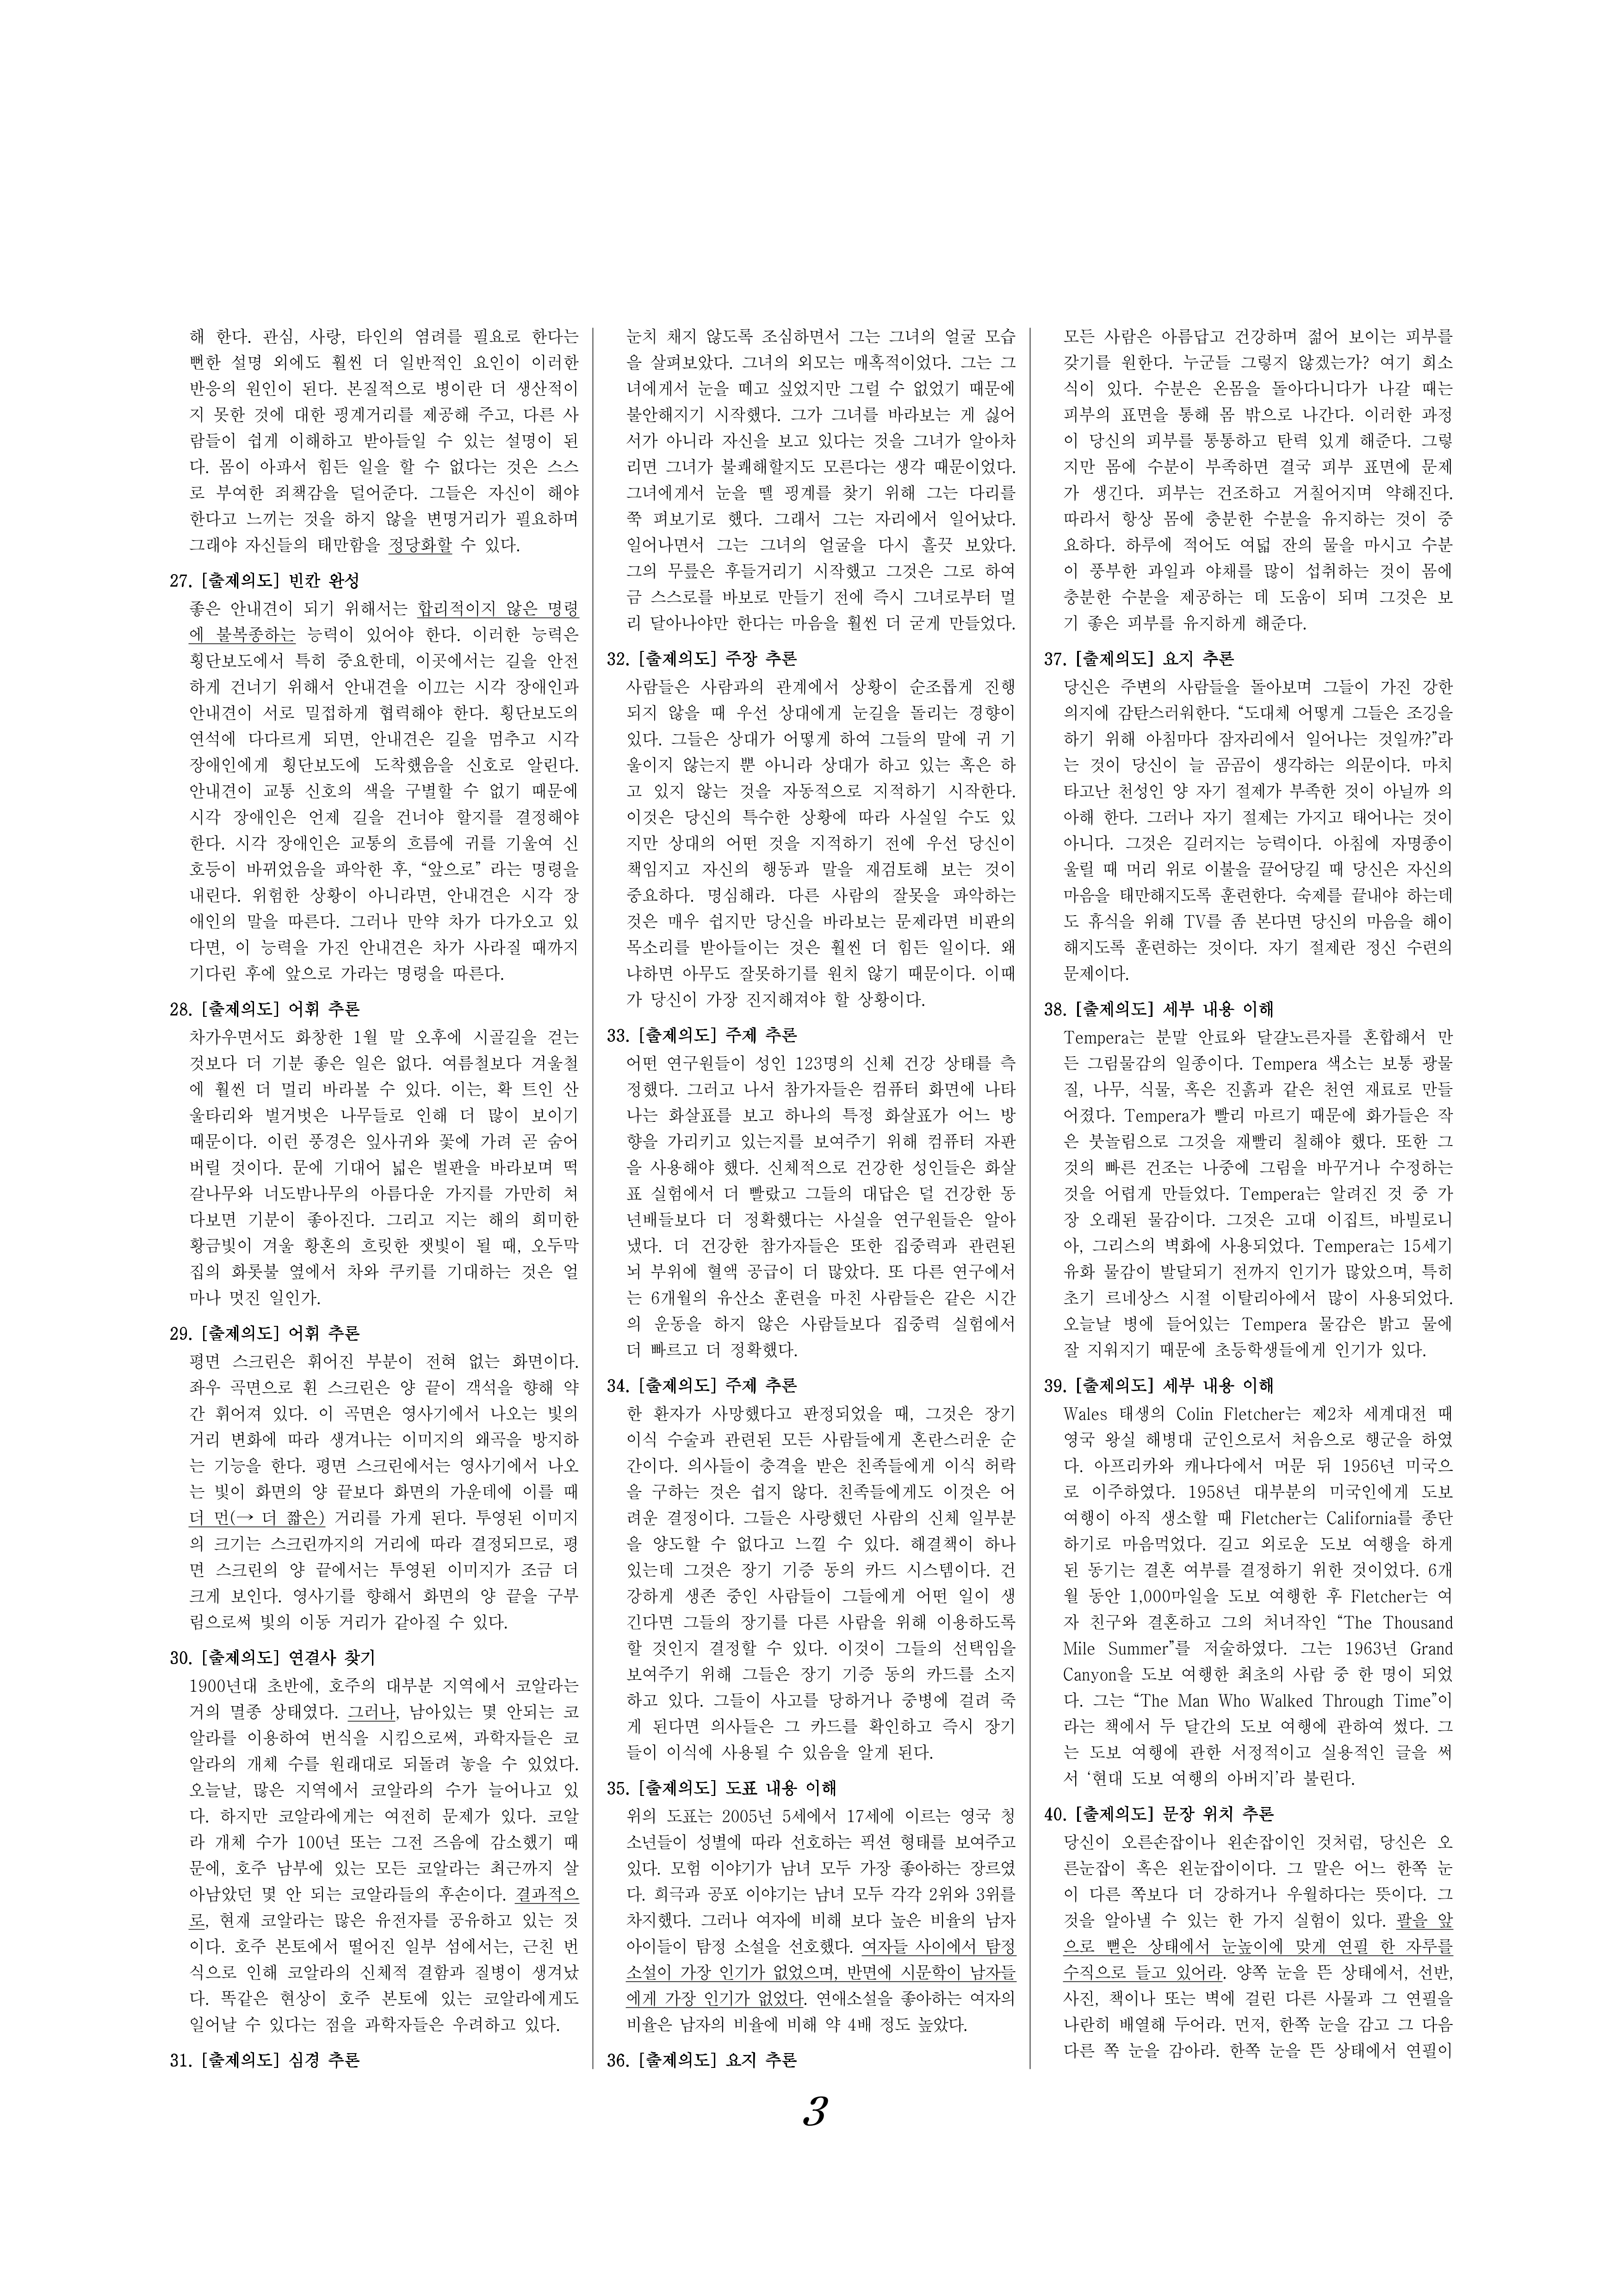 해 한다. 관심, 사랑, 타인의 염려를 필요로 한다는
뻔한 설명 외에도 훨씬 더 일반적인 요인이 이러한
반응의 원인이 된다. 본질적으로 병이란 더 생산적이
지 못한 것에 대한 핑계거리를 제공해 주고, 다른 사
람들이 쉽게 이해하고 받아들일 수 있는 설명이 된
다. 몸이 아파서 힘든 일을 할 수 없다는 것은 스스
로 부여한 죄책감을 덜어준다. 그들은 자신이 해야
한다고 느끼는 것을 하지 않을 변명거리가 필요하며
그래야 자신들의 태만함을 정당화할 수 있다.
27. [출제의도] 빈칸 완성
좋은 안내견이 되기 위해서는 합리적이지 않은 명령
에 불복종하는 능력이 있어야 한다. 이러한 능력은
횡단보도에서 특히 중요한데, 이곳에서는 길을 안전
하게 건너기 위해서 안내견을 이끄는 시각 장애인과
안내견이 서로 밀접하게 협력해야 한다. 횡단보도의
연석에 다다르게 되면, 안내견은 길을 멈추고 시각
장애인에게 횡단보도에 도착했음을 신호로 알린다.
안내견이 교통 신호의 색을 구별할 수 없기 때문에
시각 장애인은 언제 길을 건너야 할지를 결정해야
한다. 시각 장애인은 교통의 흐름에 귀를 기울여 신
호등이 바뀌었음을 파악한 후, “앞으로” 라는 명령을
내린다. 위험한 상황이 아니라면, 안내견은 시각 장
애인의 말을 따른다. 그러나 만약 차가 다가오고 있
다면, 이 능력을 가진 안내견은 차가 사라질 때까지
기다린 후에 앞으로 가라는 명령을 따른다.
28. [출제의도] 어휘 추론
차가우면서도 화창한 1월 말 오후에 시골길을 걷는
것보다 더 기분 좋은 일은 없다. 여름철보다 겨울철
에 훨씬 더 멀리 바라볼 수 있다. 이는, 확 트인 산
울타리와 벌거벗은 나무들로 인해 더 많이 보이기
때문이다. 이런 풍경은 잎사귀와 꽃에 가려 곧 숨어
버릴 것이다. 문에 기대어 넓은 벌판을 바라보며 떡
갈나무와 너도밤나무의 아름다운 가지를 가만히 쳐
다보면 기분이 좋아진다. 그리고 지는 해의 희미한
황금빛이 겨울 황혼의 흐릿한 잿빛이 될 때, 오두막
집의 화롯불 옆에서 차와 쿠키를 기대하는 것은 얼
마나 멋진 일인가.
29. [출제의도] 어휘 추론
평면 스크린은 휘어진 부분이 전혀 없는 화면이다.
좌우 곡면으로 휜 스크린은 양 끝이 객석을 향해 약
간 휘어져 있다. 이 곡면은 영사기에서 나오는 빛의
거리 변화에 따라 생겨나는 이미지의 왜곡을 방지하
는 기능을 한다. 평면 스크린에서는 영사기에서 나오
는 빛이 화면의 양 끝보다 화면의 가운데에 이를 때
더 먼(→ 더 짧은) 거리를 가게 된다. 투영된 이미지
의 크기는 스크린까지의 거리에 따라 결정되므로, 평
면 스크린의 양 끝에서는 투영된 이미지가 조금 더
크게 보인다. 영사기를 향해서 화면의 양 끝을 구부
림으로써 빛의 이동 거리가 같아질 수 있다.
30. [출제의도] 연결사 찾기
1900년대 초반에, 호주의 대부분 지역에서 코알라는
거의 멸종 상태였다. 그러나, 남아있는 몇 안되는 코
알라를 이용하여 번식을 시킴으로써, 과학자들은 코
알라의 개체 수를 원래대로 되돌려 놓을 수 있었다.
오늘날, 많은 지역에서 코알라의 수가 늘어나고 있
다. 하지만 코알라에게는 여전히 문제가 있다. 코알
라 개체 수가 100년 또는 그전 즈음에 감소했기 때
문에, 호주 남부에 있는 모든 코알라는 최근까지 살
아남았던 몇 안 되는 코알라들의 후손이다. 결과적으
로, 현재 코알라는 많은 유전자를 공유하고 있는 것
이다. 호주 본토에서 떨어진 일부 섬에서는, 근친 번
식으로 인해 코알라의 신체적 결함과 질병이 생겨났
다. 똑같은 현상이 호주 본토에 있는 코알라에게도
일어날 수 있다는 점을 과학자들은 우려하고 있다.
31. [출제의도] 심경 추론
눈치 채지 않도록 조심하면서 그는 그녀의 얼굴 모습
을 살펴보았다. 그녀의 외모는 매혹적이었다. 그는 그
녀에게서 눈을 떼고 싶었지만 그럴 수 없었기 때문에
불안해지기 시작했다. 그가 그녀를 바라보는 게 싫어
서가 아니라 자신을 보고 있다는 것을 그녀가 알아차
리면 그녀가 불쾌해할지도 모른다는 생각 때문이었다.
그녀에게서 눈을 뗄 핑계를 찾기 위해 그는 다리를
쭉 펴보기로 했다. 그래서 그는 자리에서 일어났다.
일어나면서 그는 그녀의 얼굴을 다시 흘끗 보았다.
그의 무릎은 후들거리기 시작했고 그것은 그로 하여
금 스스로를 바보로 만들기 전에 즉시 그녀로부터 멀
리 달아나야만 한다는 마음을 훨씬 더 굳게 만들었다.
32. [출제의도] 주장 추론
사람들은 사람과의 관계에서 상황이 순조롭게 진행
되지 않을 때 우선 상대에게 눈길을 돌리는 경향이
있다. 그들은 상대가 어떻게 하여 그들의 말에 귀 기
울이지 않는지 뿐 아니라 상대가 하고 있는 혹은 하
고 있지 않는 것을 자동적으로 지적하기 시작한다.
이것은 당신의 특수한 상황에 따라 사실일 수도 있
지만 상대의 어떤 것을 지적하기 전에 우선 당신이
책임지고 자신의 행동과 말을 재검토해 보는 것이
중요하다. 명심해라. 다른 사람의 잘못을 파악하는
것은 매우 쉽지만 당신을 바라보는 문제라면 비판의
목소리를 받아들이는 것은 훨씬 더 힘든 일이다. 왜
냐하면 아무도 잘못하기를 원치 않기 때문이다. 이때
가 당신이 가장 진지해져야 할 상황이다.
33. [출제의도] 주제 추론
어떤 연구원들이 성인 123명의 신체 건강 상태를 측
정했다. 그러고 나서 참가자들은 컴퓨터 화면에 나타
나는 화살표를 보고 하나의 특정 화살표가 어느 방
향을 가리키고 있는지를 보여주기 위해 컴퓨터 자판
을 사용해야 했다. 신체적으로 건강한 성인들은 화살
표 실험에서 더 빨랐고 그들의 대답은 덜 건강한 동
년배들보다 더 정확했다는 사실을 연구원들은 알아
냈다. 더 건강한 참가자들은 또한 집중력과 관련된
뇌 부위에 혈액 공급이 더 많았다. 또 다른 연구에서
는 6개월의 유산소 훈련을 마친 사람들은 같은 시간
의 운동을 하지 않은 사람들보다 집중력 실험에서
더 빠르고 더 정확했다.
34. [출제의도] 주제 추론
한 환자가 사망했다고 판정되었을 때, 그것은 장기
이식 수술과 관련된 모든 사람들에게 혼란스러운 순
간이다. 의사들이 충격을 받은 친족들에게 이식 허락
을 구하는 것은 쉽지 않다. 친족들에게도 이것은 어
려운 결정이다. 그들은 사랑했던 사람의 신체 일부분
을 양도할 수 없다고 느낄 수 있다. 해결책이 하나
있는데 그것은 장기 기증 동의 카드 시스템이다. 건
강하게 생존 중인 사람들이 그들에게 어떤 일이 생
긴다면 그들의 장기를 다른 사람을 위해 이용하도록
할 것인지 결정할 수 있다. 이것이 그들의 선택임을
보여주기 위해 그들은 장기 기증 동의 카드를 소지
하고 있다. 그들이 사고를 당하거나 중병에 걸려 죽
게 된다면 의사들은 그 카드를 확인하고 즉시 장기
들이 이식에 사용될 수 있음을 알게 된다.
35. [출제의도] 도표 내용 이해
위의 도표는 2005년 5세에서 17세에 이르는 영국 청
소년들이 성별에 따라 선호하는 픽션 형태를 보여주고
있다. 모험 이야기가 남녀 모두 가장 좋아하는 장르였
다. 희극과 공포 이야기는 남녀 모두 각각 2위와 3위를
차지했다. 그러나 여자에 비해 보다 높은 비율의 남자
아이들이 탐정 소설을 선호했다. 여자들 사이에서 탐정
소설이 가장 인기가 없었으며, 반면에 시문학이 남자들
에게 가장 인기가 없었다. 연애소설을 좋아하는 여자의
비율은 남자의 비율에 비해 약 4배 정도 높았다.
36. [출제의도] 요지 추론
모든 사람은 아름답고 건강하며 젊어 보이는 피부를
갖기를 원한다. 누군들 그렇지 않겠는가? 여기 희소
식이 있다. 수분은 온몸을 돌아다니다가 나갈 때는
피부의 표면을 통해 몸 밖으로 나간다. 이러한 과정
이 당신의 피부를 통통하고 탄력 있게 해준다. 그렇
지만 몸에 수분이 부족하면 결국 피부 표면에 문제
가 생긴다. 피부는 건조하고 거칠어지며 약해진다.
따라서 항상 몸에 충분한 수분을 유지하는 것이 중
요하다. 하루에 적어도 여덟 잔의 물을 마시고 수분
이 풍부한 과일과 야채를 많이 섭취하는 것이 몸에
충분한 수분을 제공하는 데 도움이 되며 그것은 보
기 좋은 피부를 유지하게 해준다.
37. [출제의도] 요지 추론
당신은 주변의 사람들을 돌아보며 그들이 가진 강한
의지에 감탄스러워한다. “도대체 어떻게 그들은 조깅을
하기 위해 아침마다 잠자리에서 일어나는 것일까?”라
는 것이 당신이 늘 곰곰이 생각하는 의문이다. 마치
타고난 천성인 양 자기 절제가 부족한 것이 아닐까 의
아해 한다. 그러나 자기 절제는 가지고 태어나는 것이
아니다. 그것은 길러지는 능력이다. 아침에 자명종이
울릴 때 머리 위로 이불을 끌어당길 때 당신은 자신의
마음을 태만해지도록 훈련한다. 숙제를 끝내야 하는데
도 휴식을 위해 TV를 좀 본다면 당신의 마음을 해이
해지도록 훈련하는 것이다. 자기 절제란 정신 수련의
문제이다.
38. [출제의도] 세부 내용 이해
Tempera는 분말 안료와 달걀노른자를 혼합해서 만
든 그림물감의 일종이다. Tempera 색소는 보통 광물
질, 나무, 식물, 혹은 진흙과 같은 천연 재료로 만들
어졌다. Tempera가 빨리 마르기 때문에 화가들은 작
은 붓놀림으로 그것을 재빨리 칠해야 했다. 또한 그
것의 빠른 건조는 나중에 그림을 바꾸거나 수정하는
것을 어렵게 만들었다. Tempera는 알려진 것 중 가
장 오래된 물감이다. 그것은 고대 이집트, 바빌로니
아, 그리스의 벽화에 사용되었다. Tempera는 15세기
유화 물감이 발달되기 전까지 인기가 많았으며, 특히
초기 르네상스 시절 이탈리아에서 많이 사용되었다.
오늘날 병에 들어있는 Tempera 물감은 밝고 물에
잘 지워지기 때문에 초등학생들에게 인기가 있다.
39. [출제의도] 세부 내용 이해
Wales 태생의 Colin Fletcher는 제2차 세계대전 때
영국 왕실 해병대 군인으로서 처음으로 행군을 하였
다. 아프리카와 캐나다에서 머문 뒤 1956년 미국으
로 이주하였다. 1958년 대부분의 미국인에게 도보
여행이 아직 생소할 때 Fletcher는 California를 종단
하기로 마음먹었다. 길고 외로운 도보 여행을 하게
된 동기는 결혼 여부를 결정하기 위한 것이었다. 6개
월 동안 1,000마일을 도보 여행한 후 Fletcher는 여
자 친구와 결혼하고 그의 처녀작인 “The Thousand
Mile Summer”를 저술하였다. 그는 1963년 Grand
Canyon을 도보 여행한 최초의 사람 중 한 명이 되었
다. 그는 “The Man Who Walked Through Time”이
라는 책에서 두 달간의 도보 여행에 관하여 썼다. 그
는 도보 여행에 관한 서정적이고 실용적인 글을 써
서 ‘현대 도보 여행의 아버지’라 불린다.
40. [출제의도] 문장 위치 추론
당신이 오른손잡이나 왼손잡이인 것처럼, 당신은 오
른눈잡이 혹은 왼눈잡이이다. 그 말은 어느 한쪽 눈
이 다른 쪽보다 더 강하거나 우월하다는 뜻이다. 그
것을 알아낼 수 있는 한 가지 실험이 있다. 팔을 앞
으로 뻗은 상태에서 눈높이에 맞게 연필 한 자루를
수직으로 들고 있어라. 양쪽 눈을 뜬 상태에서, 선반,
사진, 책이나 또는 벽에 걸린 다른 사물과 그 연필을
나란히 배열해 두어라. 먼저, 한쪽 눈을 감고 그 다음
다른 쪽 눈을 감아라. 한쪽 눈을 뜬 상태에서 연필이
3